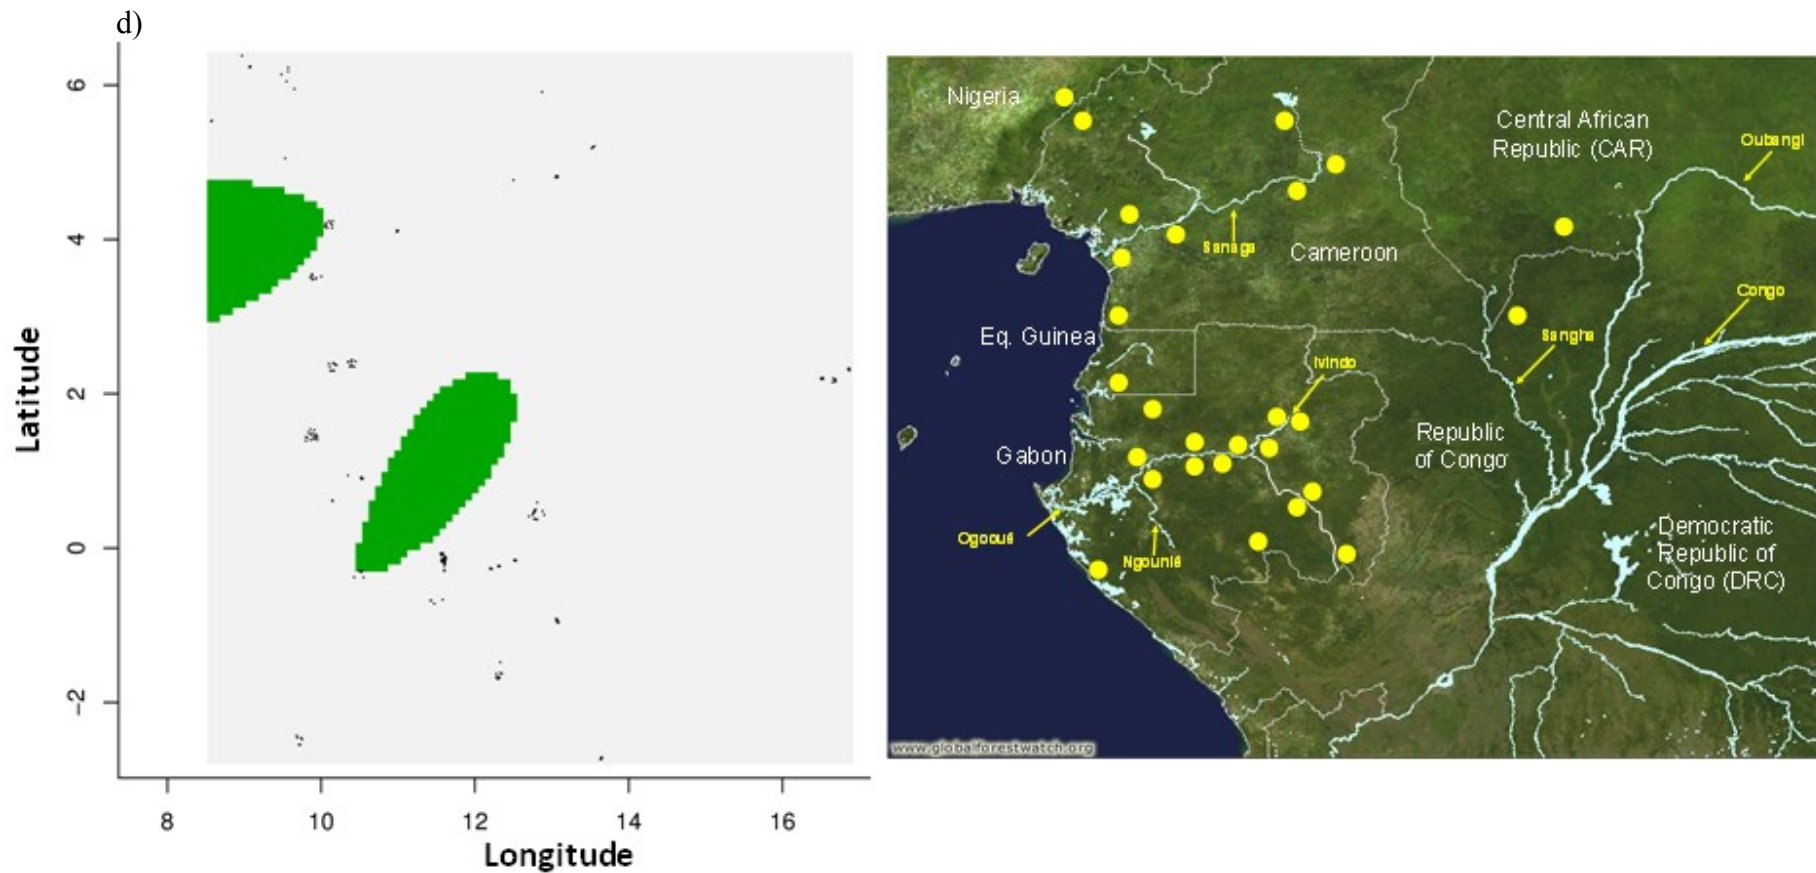 d)
6
4
2
0
−2
8
10
12
14
16
Latitude
Longitude
Nigeria
Central African
Republic (CAR)
Oubangi
Sanaga
Cameroon
Congo
Eq. Guinea
Sangha
Ivindo
Republic
of Congo
Gabon
Ogooué
Ngounié
Democratic
Republic of
Congo (DRC)
www.globalforestwatch.org